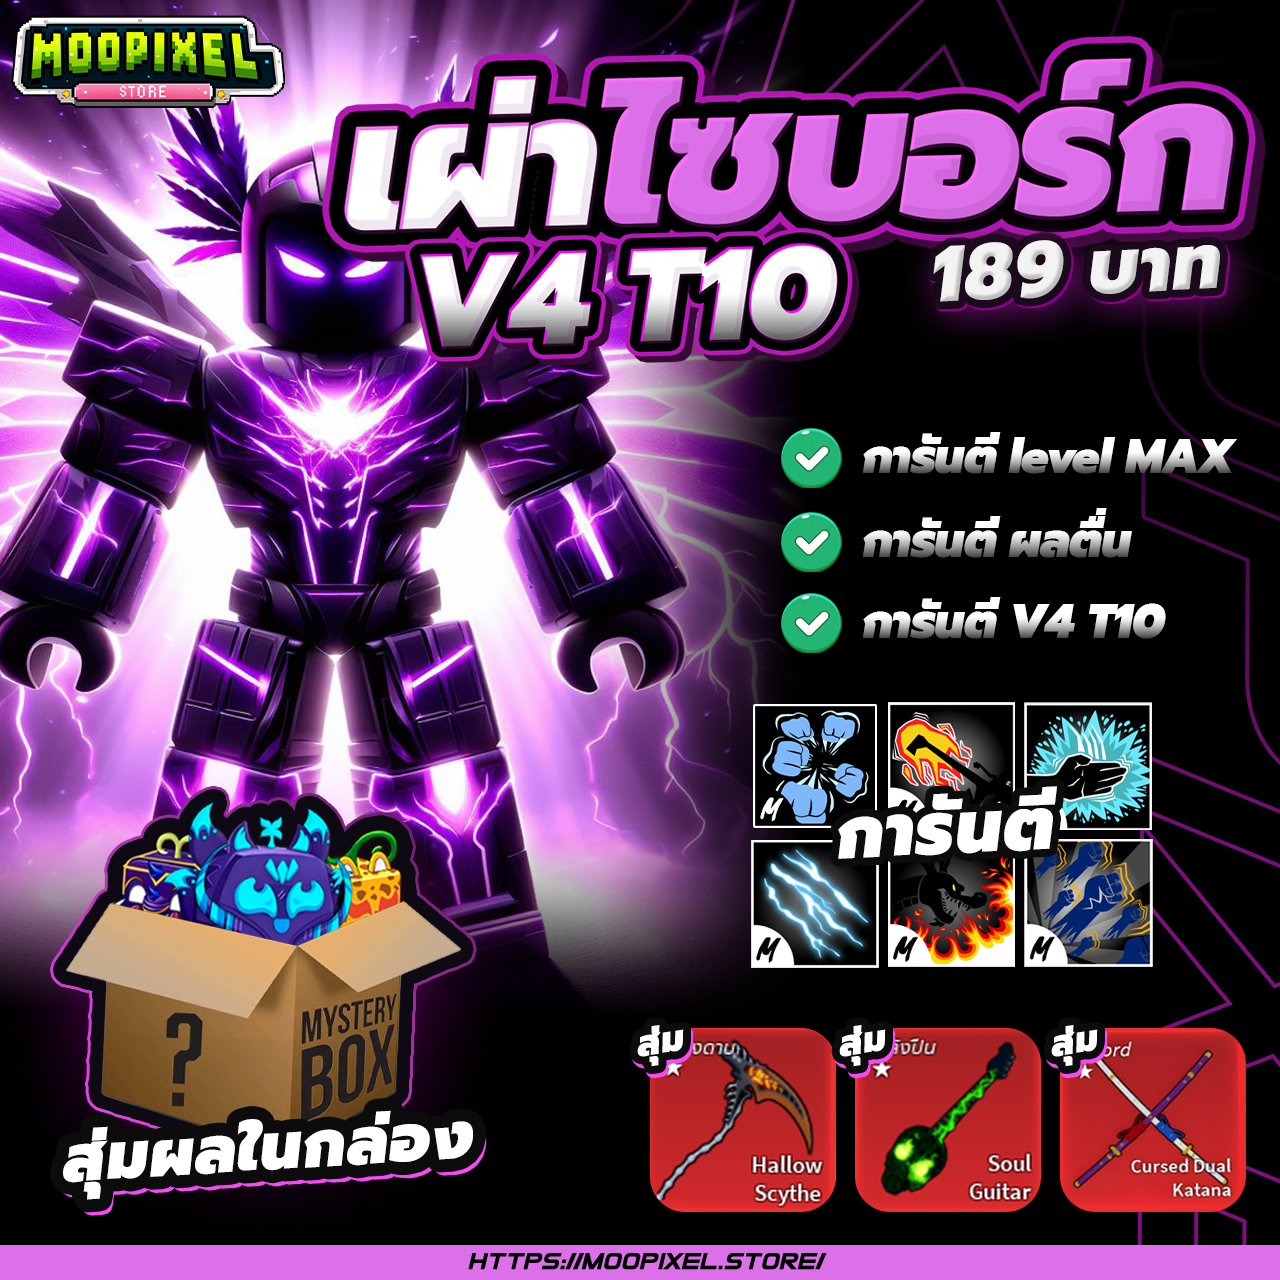 MOOPIXEL
STORE
เผ่าไซบอร์ก
V4 T10
189 บาท
การันตี level MAX
การันตี ผลตื่น
การันตี V4 T10
M
การันตี
M
M
M
MYSTERY
BOX
?
สุ่มผลในกล่อง
สุ่ม
Hallow
Scythe
สุ่ม
Soul
Guitar
สุ่ม
Cursed Dual
Katana
HTTPS://MOOPIXEL.STORE/